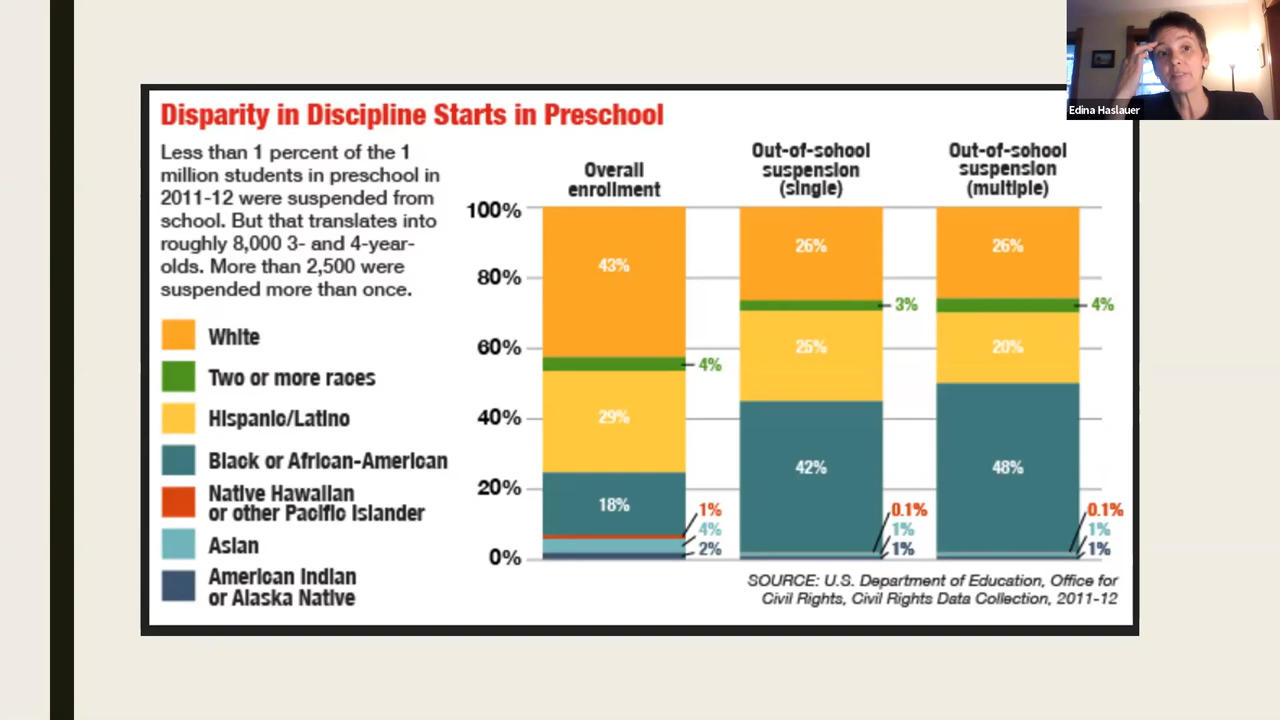 Edina Haslauer
Disparity in Discipline Starts in Preschool
Less than 1 percent of the 1
million students in preschool in
2011-12 were suspended from
school. But that translates into
roughly 8,000 3- and 4-year-
olds. More than 2,500 were
suspended more than once.
White
Two or more races
Hispanic/Latino
Black or African-American
Native Hawaiian
or other Pacific Islander
Asian
American Indian
or Alaska Native
100%
80%
60%
40%
20%
0%
Overall
enrollment
43%
4%
29%
18%
1%
4%
2%
Out-of-school
suspension
(single)
26%
3%
25%
42%
0.1%
1%
1%
Out-of-school
suspension
(multiple)
26%
4%
20%
48%
0.1%
1%
1%
SOURCE: U.S. Department of Education, Office for
Civil Rights, Civil Rights Data Collection, 2011-12